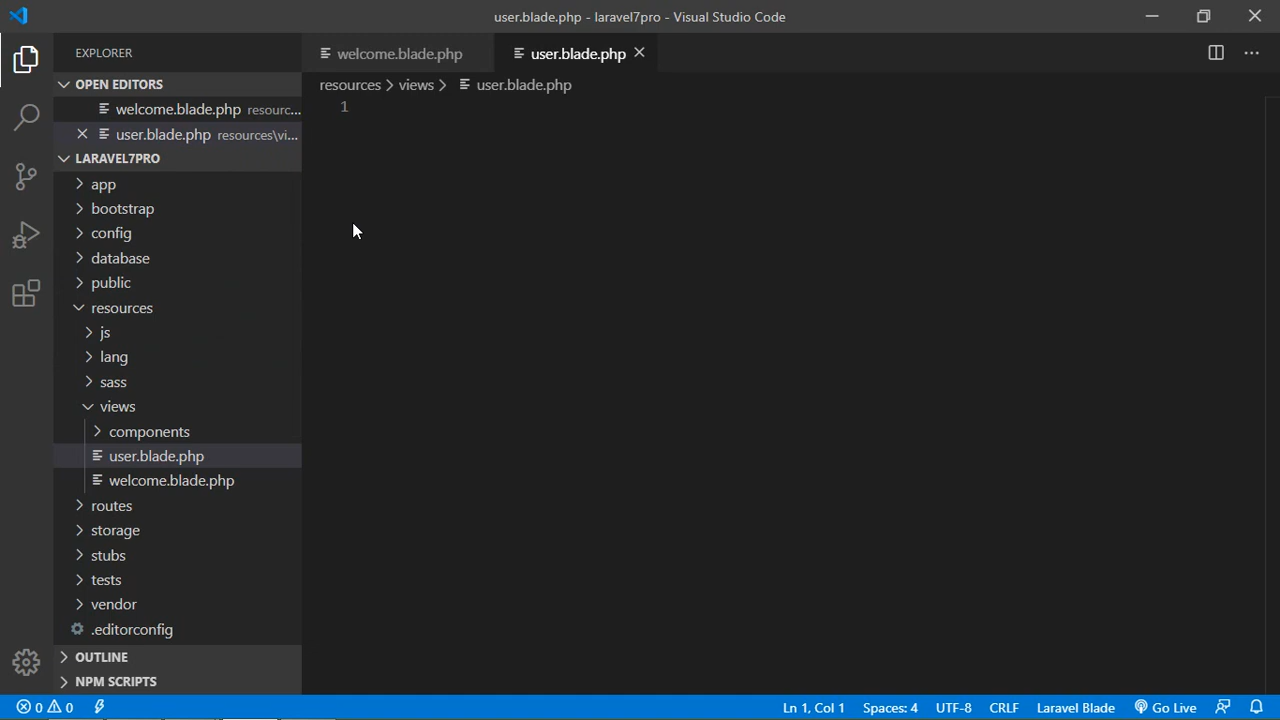 user.blade.php - laravel7pro - Visual Studio Code
EXPLORER
welcome.blade.php
user.blade.php
OPEN EDITORS
resources > views > user.blade.php
welcome.blade.php resourc...
1
user.blade.php resources\vi...
LARAVEL7PRO
app
bootstrap
config
database
public
resources
js
lang
sass
views
components
user.blade.php
welcome.blade.php
routes
storage
stubs
tests
vendor
.editorconfig
OUTLINE
NPM SCRIPTS
0 0
Ln 1, Col 1
Spaces: 4
UTF-8
CRLF
Laravel Blade
Go Live